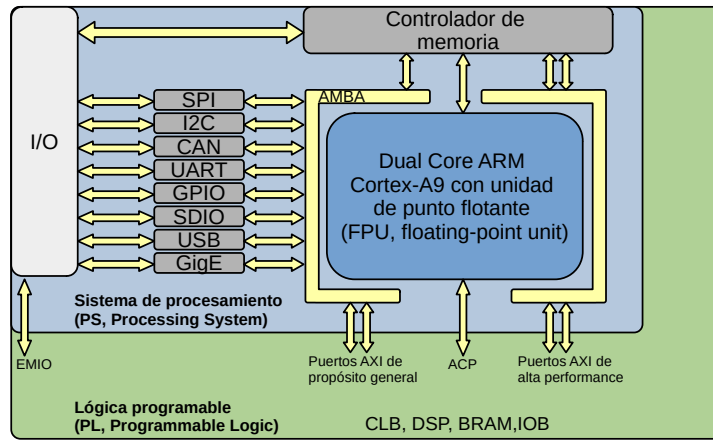 Controlador de
memoria
I/O
AMBA
SPI
I2C
CAN
UART
GPIO
SDIO
USB
GigE
Dual Core ARM
Cortex-A9 con unidad
de punto flotante
(FPU, floating-point unit)
Sistema de procesamiento
(PS, Processing System)
EMIO
Puertos AXI de
propósito general
ACP
Puertos AXI de
alta performance
Lógica programable
(PL, Programmable Logic)
CLB, DSP, BRAM,IOB